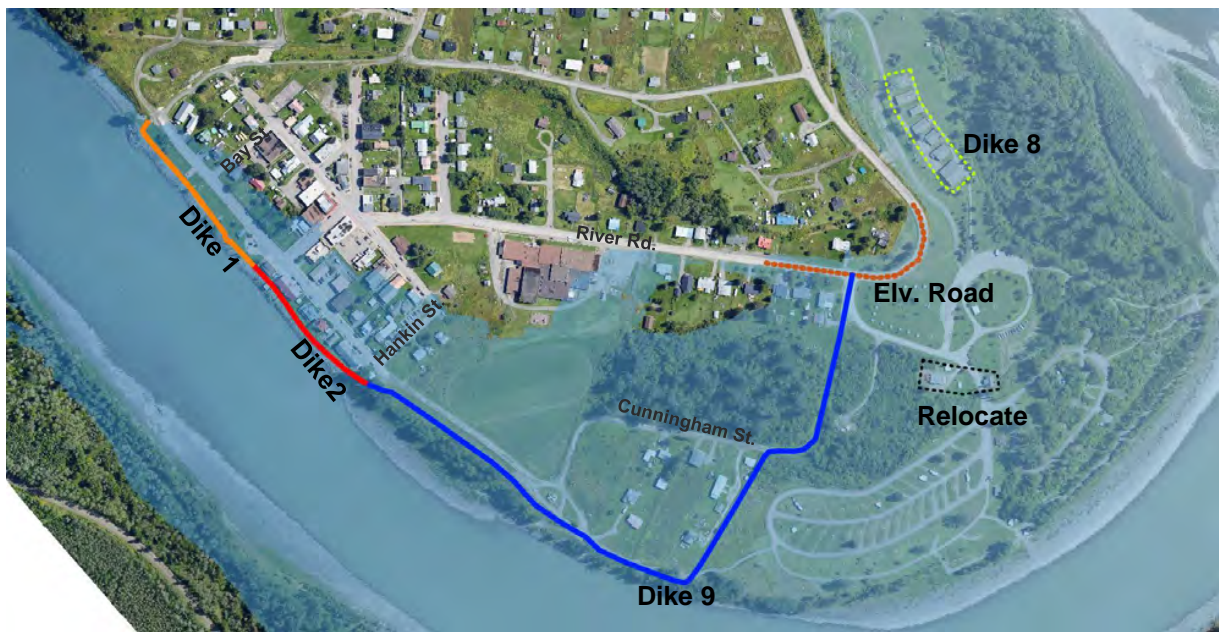 Dike 8
Bay St.
Dike 1
River Rd.
Elv. Road
Hankin St.
Dike2
Relocate
Cunningham St.
Dike 9